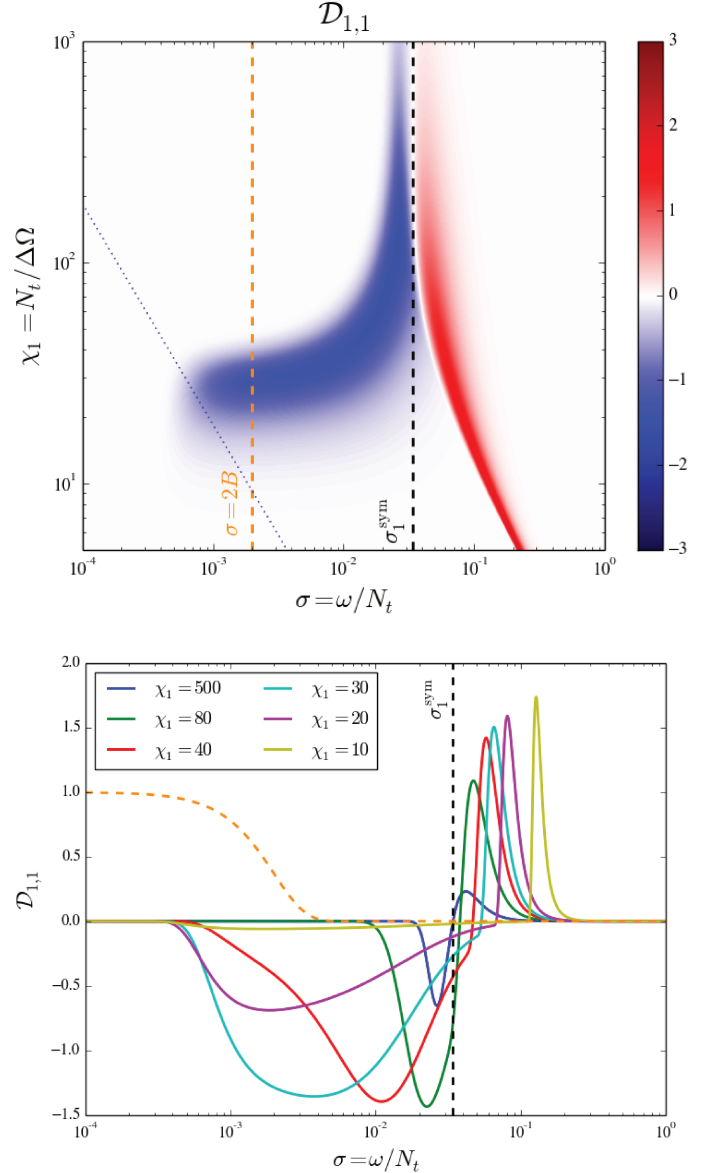 𝒟₁,₁
10³
10²
10¹
χ₁ = Nₜ/ΔΩ
σ = 2B
σ₁ˢʸᵐ
10⁻⁴ 10⁻³ 10⁻² 10⁻¹ 10⁰
σ = ω/Nₜ
3
2
1
0
−1
−2
−3
2.0
1.5
1.0
0.5
0.0
−0.5
−1.0
−1.5
𝒟₁,₁
χ₁ = 500 χ₁ = 30
χ₁ = 80 χ₁ = 20
χ₁ = 40 χ₁ = 10
σ₁ˢʸᵐ
10⁻⁴ 10⁻³ 10⁻² 10⁻¹ 10⁰
σ = ω/Nₜ